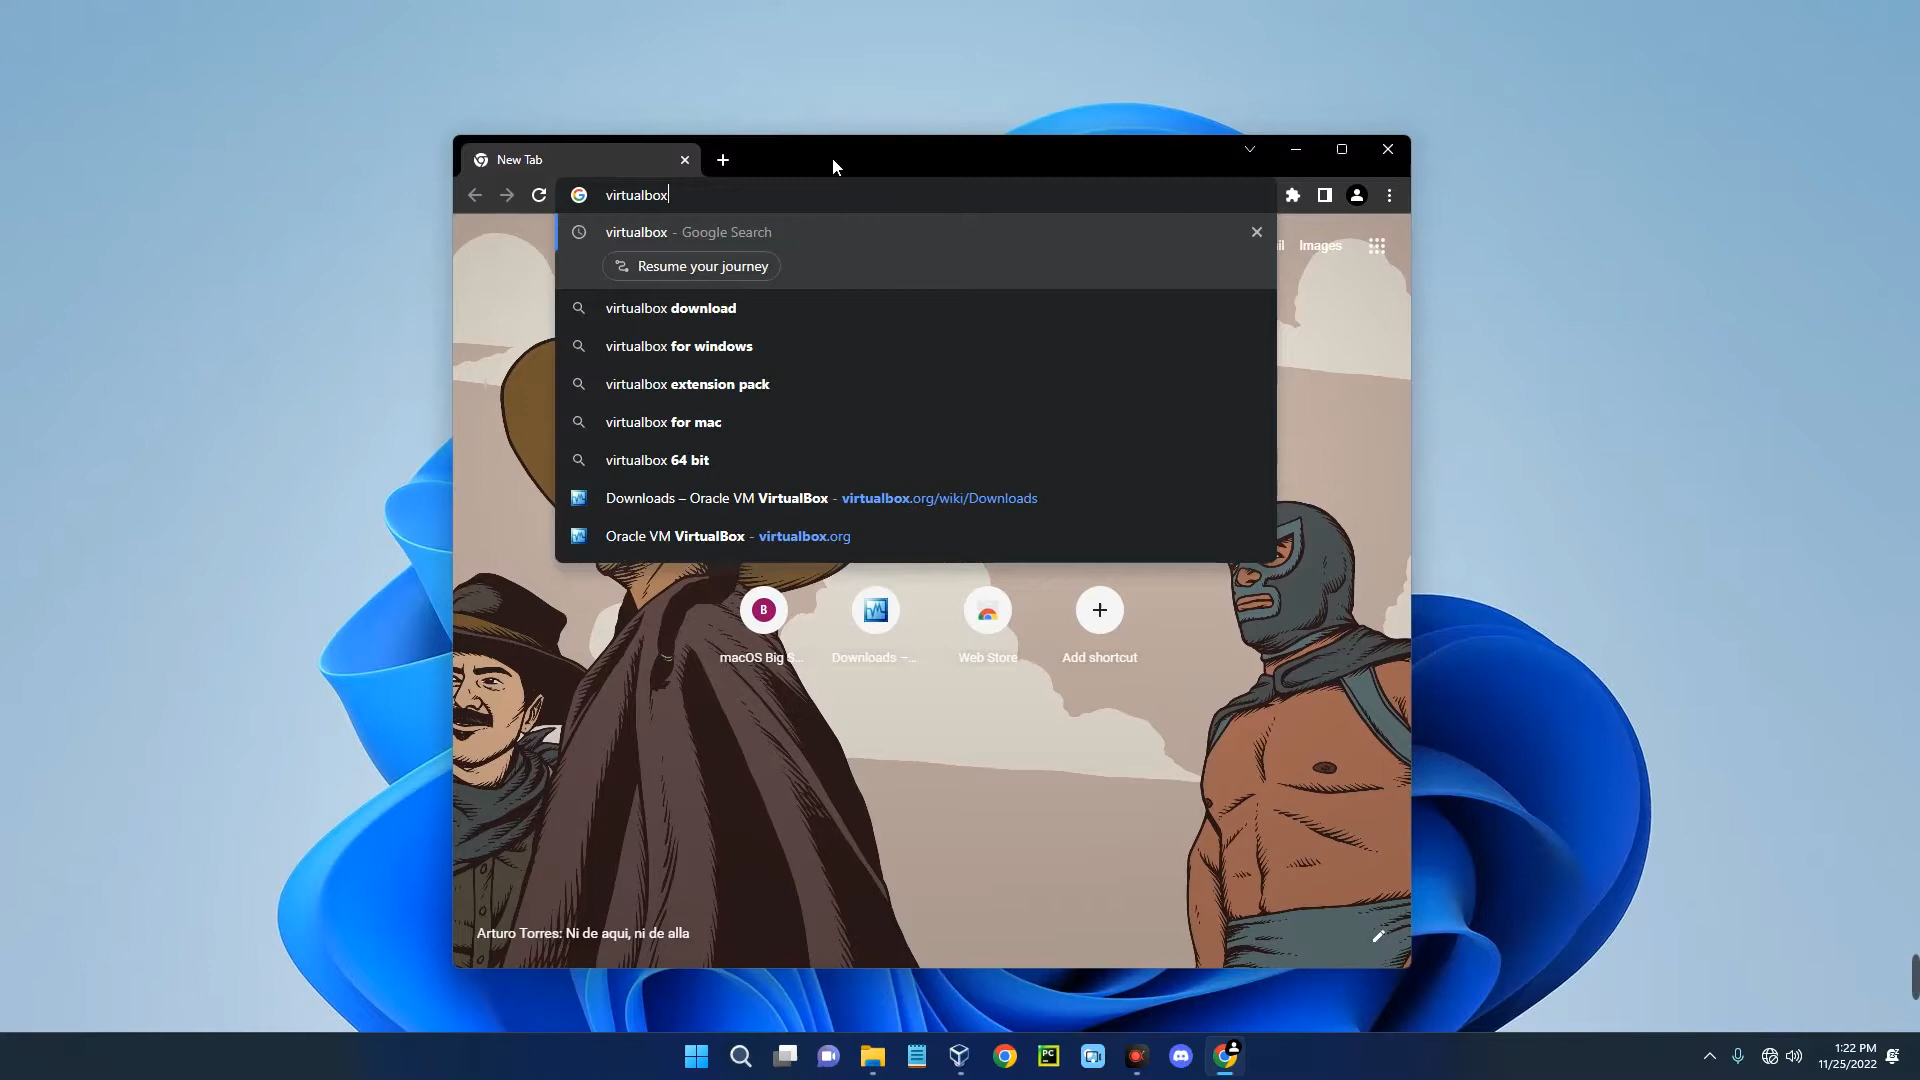 New Tab
virtualbox
virtualbox - Google Search
Resume your journey
il Images
virtualbox download
virtualbox for windows
virtualbox extension pack
virtualbox for mac
virtualbox 64 bit
Downloads – Oracle VM VirtualBox - virtualbox.org/wiki/Downloads
Oracle VM VirtualBox - virtualbox.org
B
macOS Big S... Downloads –... Web Store Add shortcut
Arturo Torres: Ni de aqui, ni de alla
PC
1:22 PM
11/25/2022